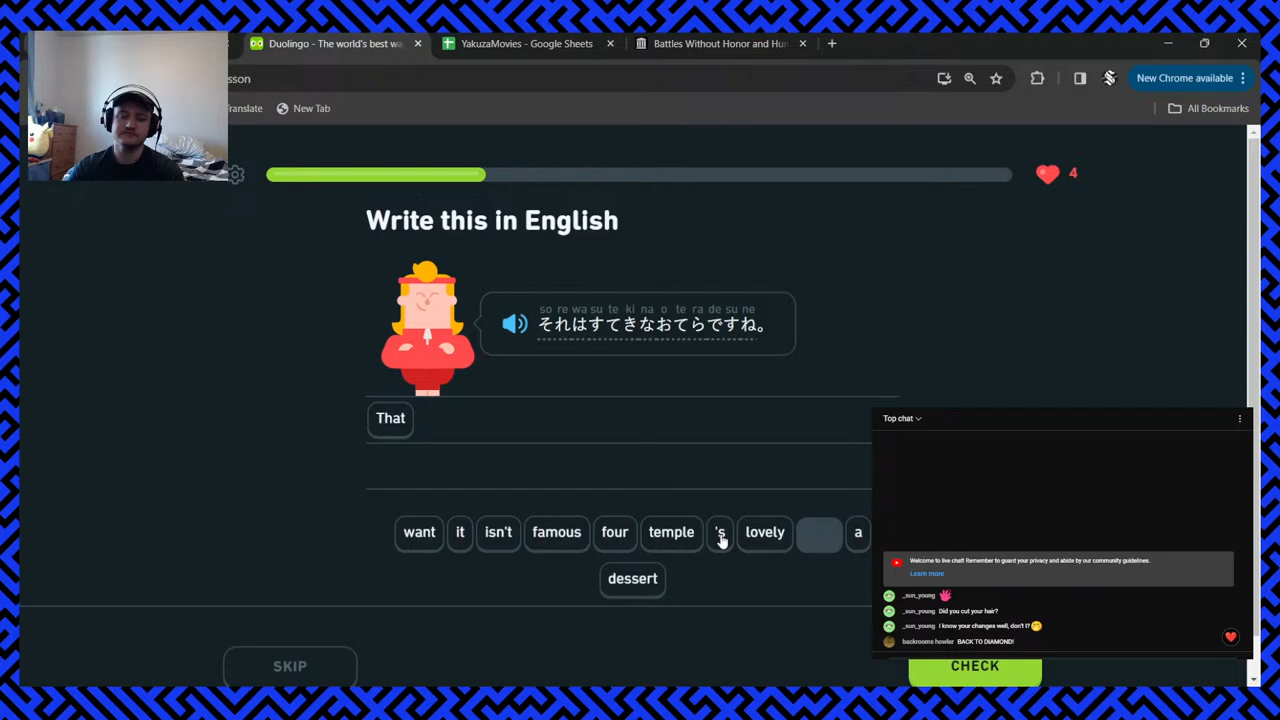 Duolingo - The world's best wa
YakuzaMovies - Google Sheets
Battles Without Honor and Hun
sson
New Chrome available
Translate
New Tab
All Bookmarks
4
Write this in English
so re wa su te ki na o te ra de su ne
それはすてきなおてらですね。
That
want it isn't famous four temple 's lovely a
dessert
SKIP
CHECK
Top chat
Welcome to live chat! Remember to guard your privacy and abide by our community guidelines.
Learn more
_sun_young
_sun_young Did you cut your hair?
_sun_young I know your changes well, don't I?
backrooms howler BACK TO DIAMOND!